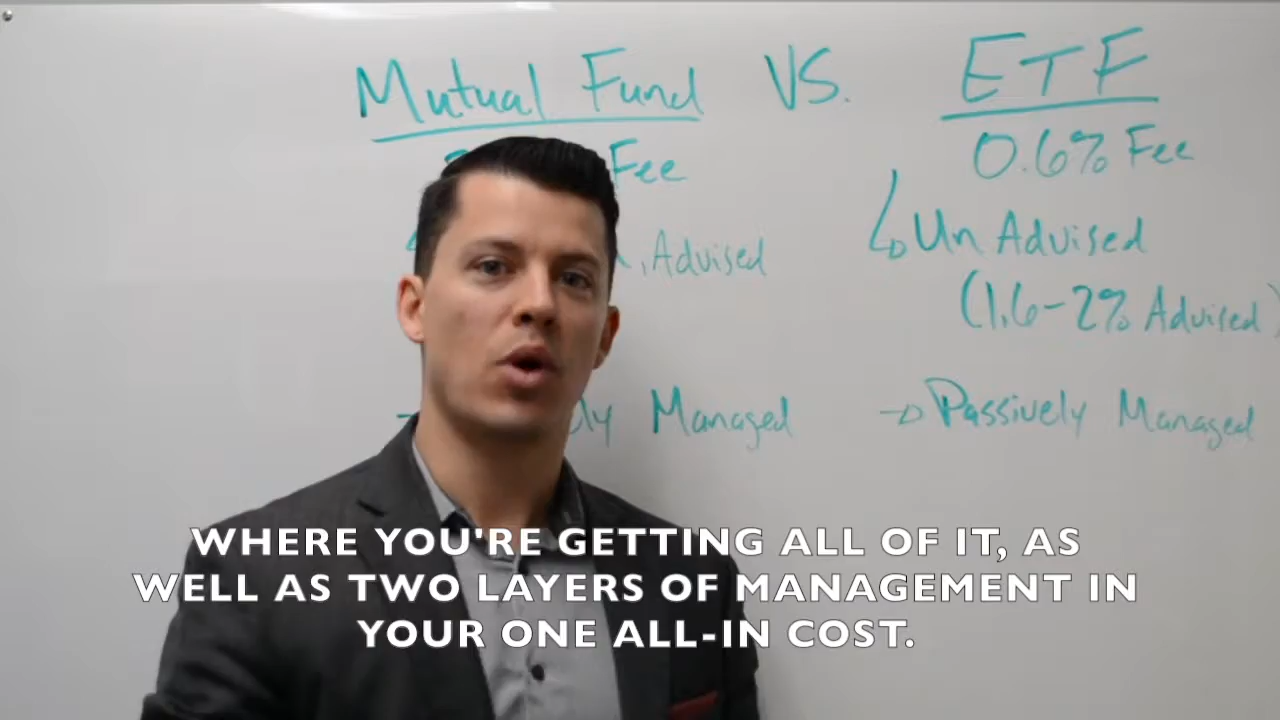 Mutual Fund VS. ETF
Fee
0.6% Fee
Un Advised
, Advised
(1.6-2% Advised)
ly Managed
Passively Managed
WHERE YOU'RE GETTING ALL OF IT, AS
WELL AS TWO LAYERS OF MANAGEMENT IN
YOUR ONE ALL-IN COST.